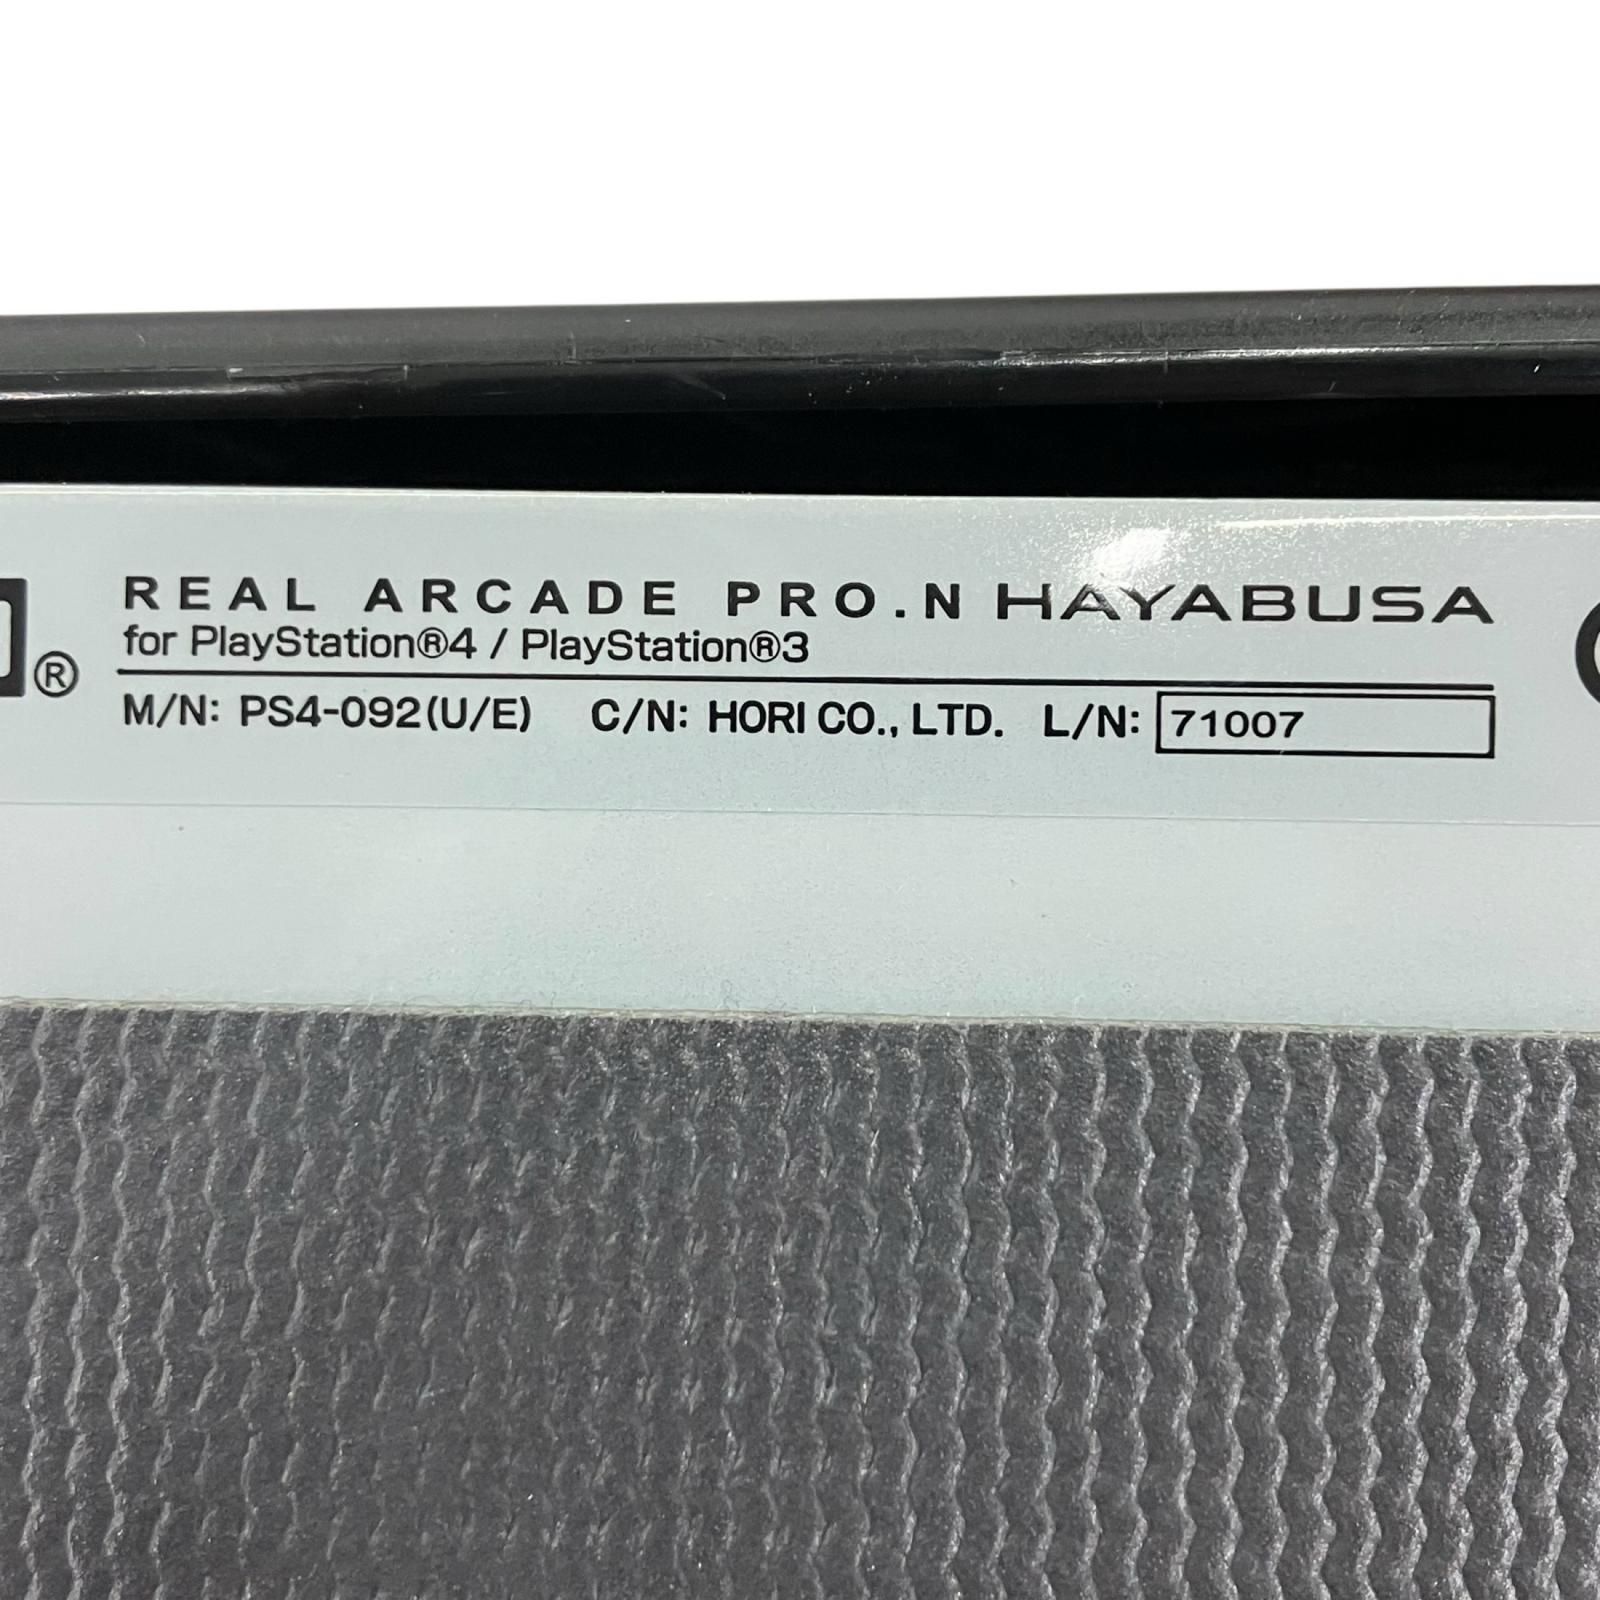 REAL ARCADE PRO.N HAYABUSA
for PlayStation®4 / PlayStation®3
®
M/N: PS4-092(U/E) C/N: HORI CO., LTD. L/N: 71007